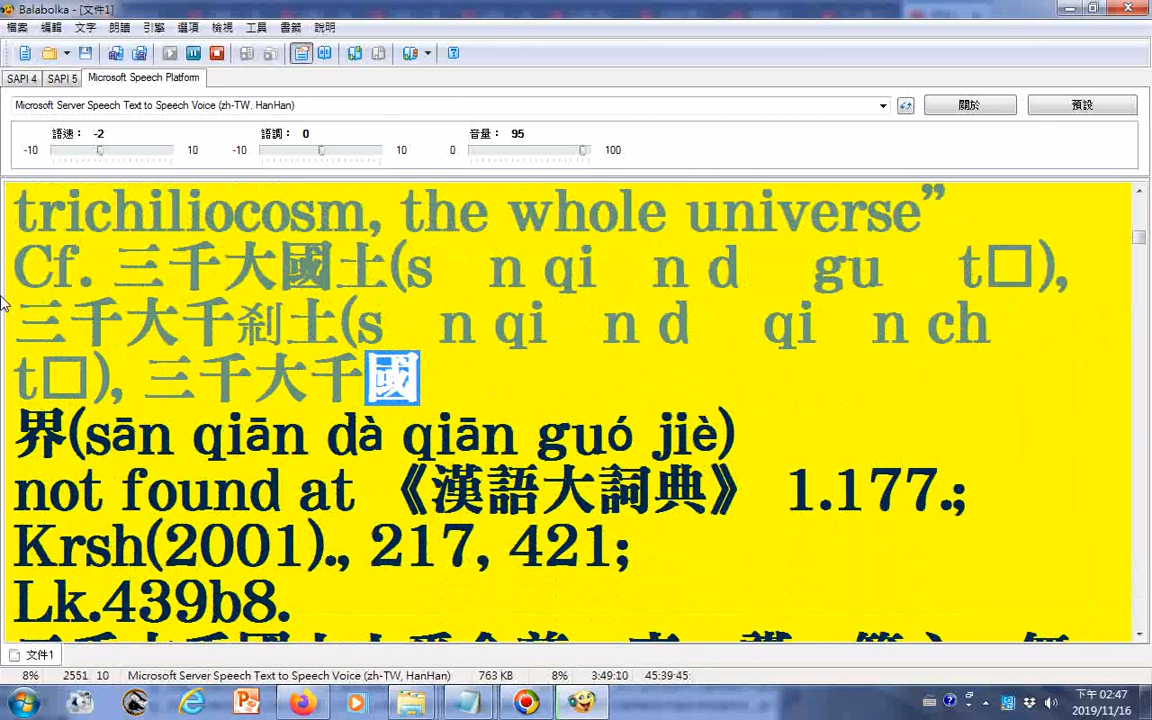 Balabolka - [文件1]
檔案 編輯 文字 朗讀 引擎 選項 檢視 工具 書籤 說明
SAPI 4 SAPI 5 Microsoft Speech Platform
Microsoft Server Speech Text to Speech Voice (zh-TW, HanHan)
關於 預設
語速： -2 語調： 0 音量： 95
-10 10 -10 10 0 100
trichiliocosm, the whole universe”
Cf. 三千大國土(s n qi n d gu t□),
三千大千剎土(s n qi n d qi n ch
t□), 三千大千國
界(sān qiān dà qiān guó jiè)
not found at 《漢語大詞典》 1.177.;
Krsh(2001)., 217, 421;
Lk.439b8.
文件1
8% 2551 10 Microsoft Server Speech Text to Speech Voice (zh-TW, HanHan) 763 KB 8% 3:49:10 45:39:45
下午 02:47
2019/11/16